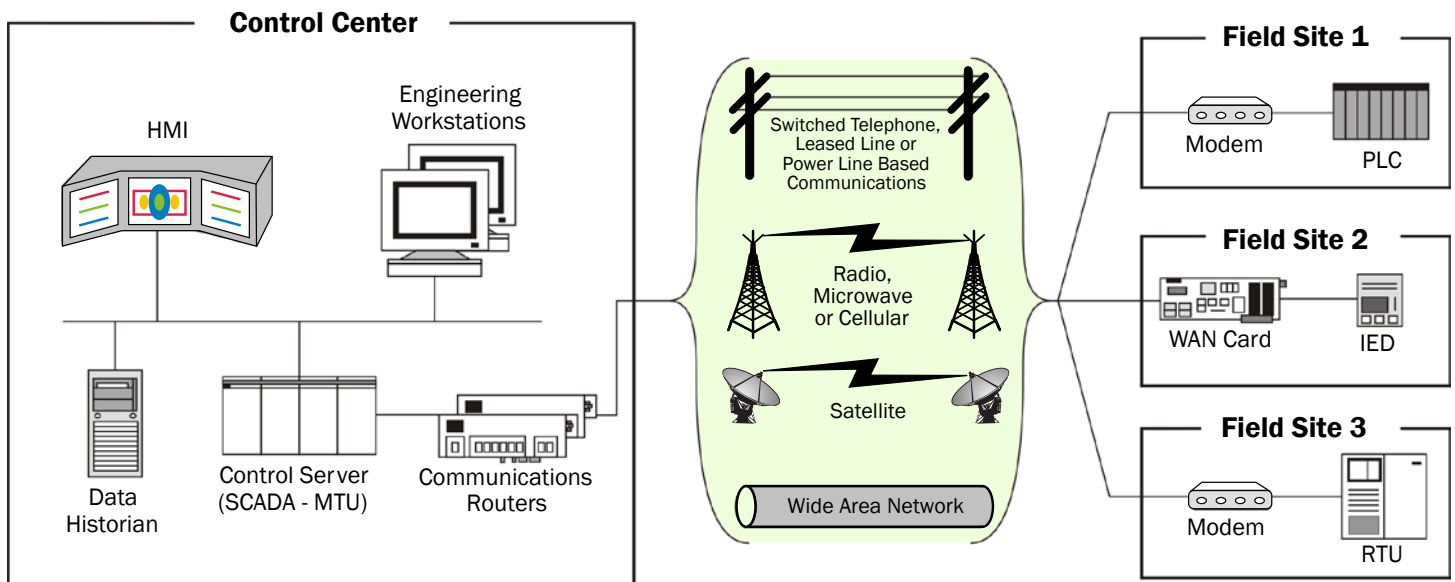 Control Center
HMI
Engineering
Workstations
Data
Historian
Control Server
(SCADA - MTU)
Communications
Routers
Switched Telephone,
Leased Line or
Power Line Based
Communications
Radio,
Microwave
or Cellular
Satellite
Wide Area Network
Field Site 1
Modem
PLC
Field Site 2
WAN Card
IED
Field Site 3
Modem
RTU